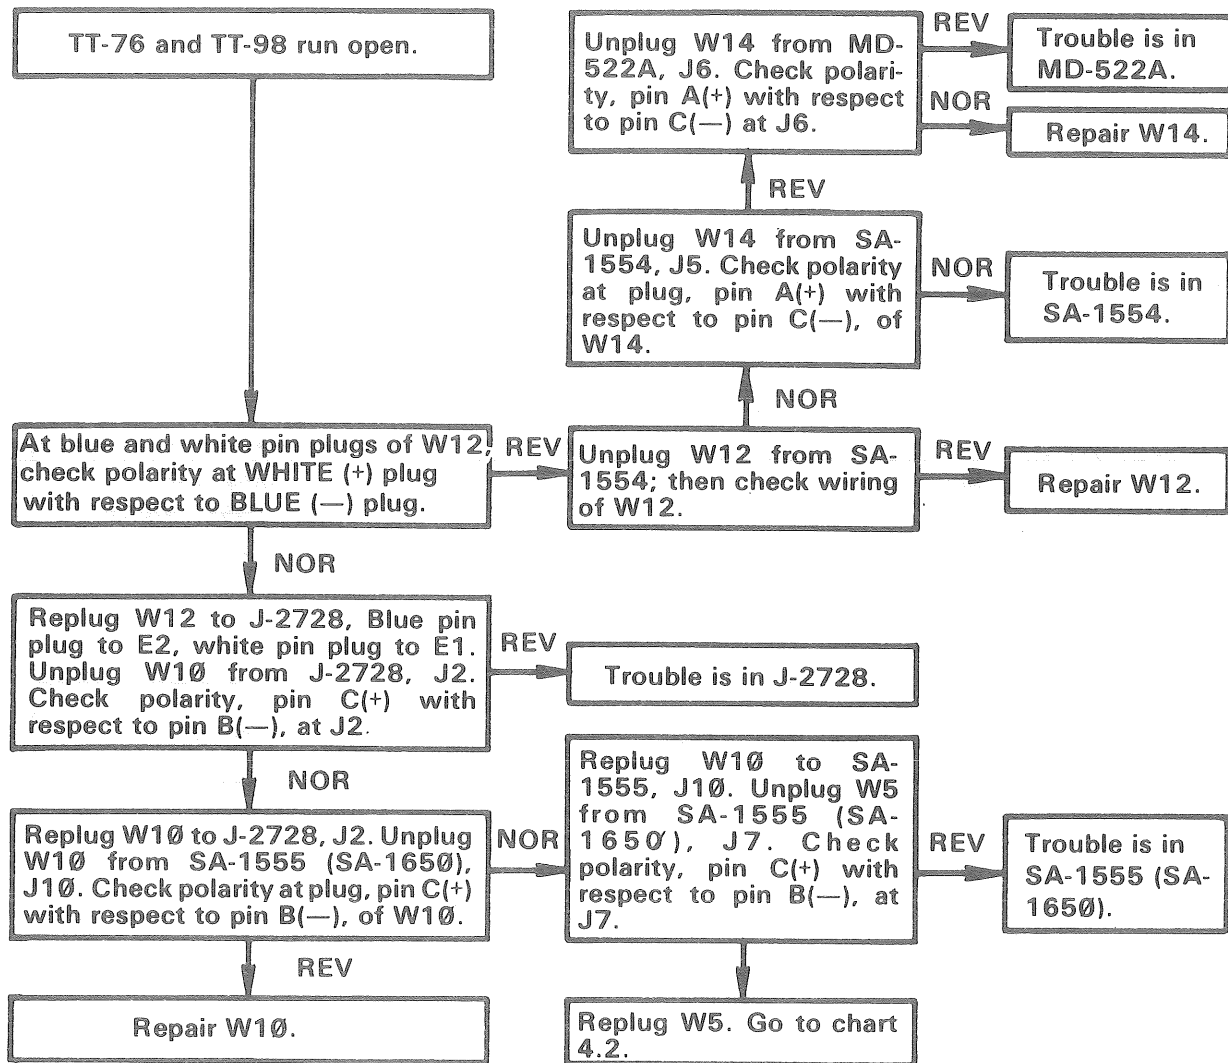 TT-76 and TT-98 run open.
At blue and white pin plugs of W12,
check polarity at WHITE (+) plug
with respect to BLUE (—) plug.
REV
NOR
Unplug W12 from SA-
1554; then check wiring
of W12.
REV
Repair W12.
NOR
Unplug W14 from SA-
1554, J5. Check polarity
at plug, pin A(+) with
respect to pin C(—), of
W14.
NOR
Trouble is in
SA-1554.
REV
Unplug W14 from MD-
522A, J6. Check polari-
ty, pin A(+) with respect
to pin C(—) at J6.
REV
Trouble is in
MD-522A.
NOR
Repair W14.
Replug W12 to J-2728, Blue pin
plug to E2, white pin plug to E1.
Unplug W1Ø from J-2728, J2.
Check polarity, pin C(+) with
respect to pin B(—), at J2.
REV
Trouble is in J-2728.
NOR
Replug W1Ø to J-2728, J2. Unplug
W1Ø from SA-1555 (SA-165Ø),
J1Ø. Check polarity at plug, pin C(+)
with respect to pin B(—), of W1Ø.
NOR
REV
Repair W1Ø.
Replug W1Ø to SA-
1555, J1Ø. Unplug W5
from SA-1555 (SA-
165Ø), J7. Check
polarity, pin C(+) with
respect to pin B(—), at
J7.
REV
Trouble is in
SA-1555 (SA-
165Ø).
Replug W5. Go to chart
4.2.